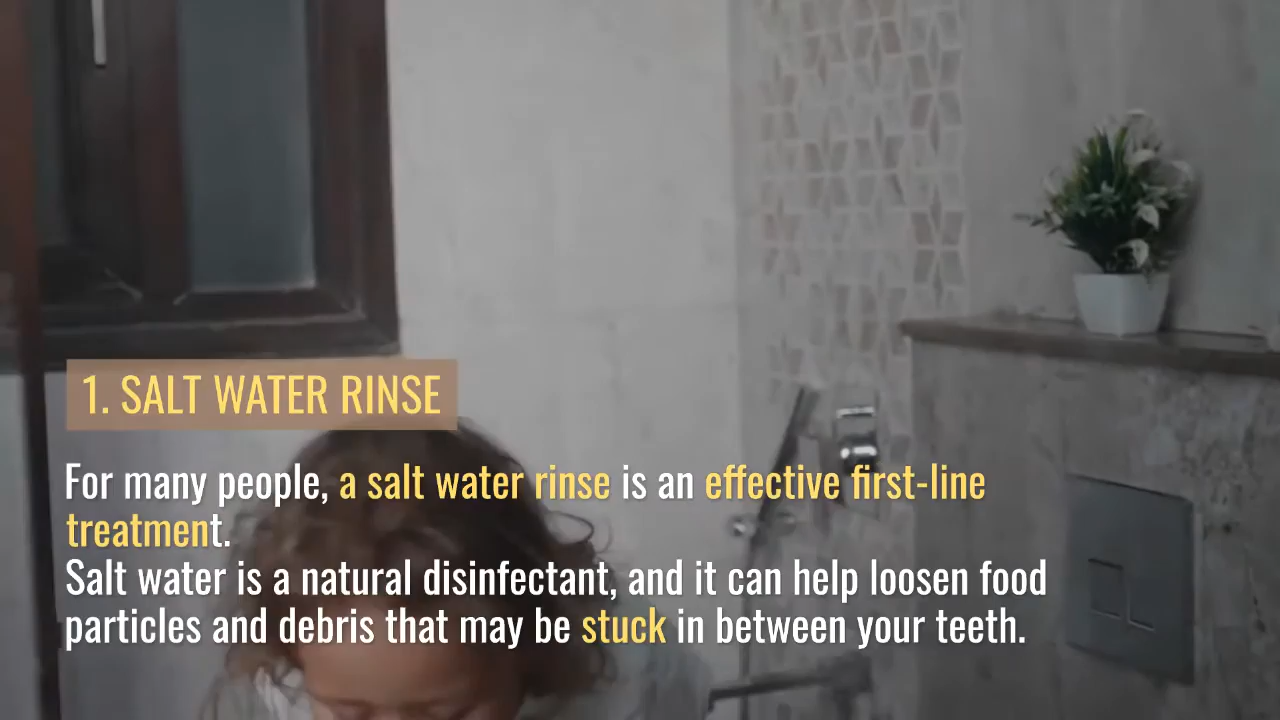 1. SALT WATER RINSE
For many people, a salt water rinse is an effective first-line
treatment.
Salt water is a natural disinfectant, and it can help loosen food
particles and debris that may be stuck in between your teeth.